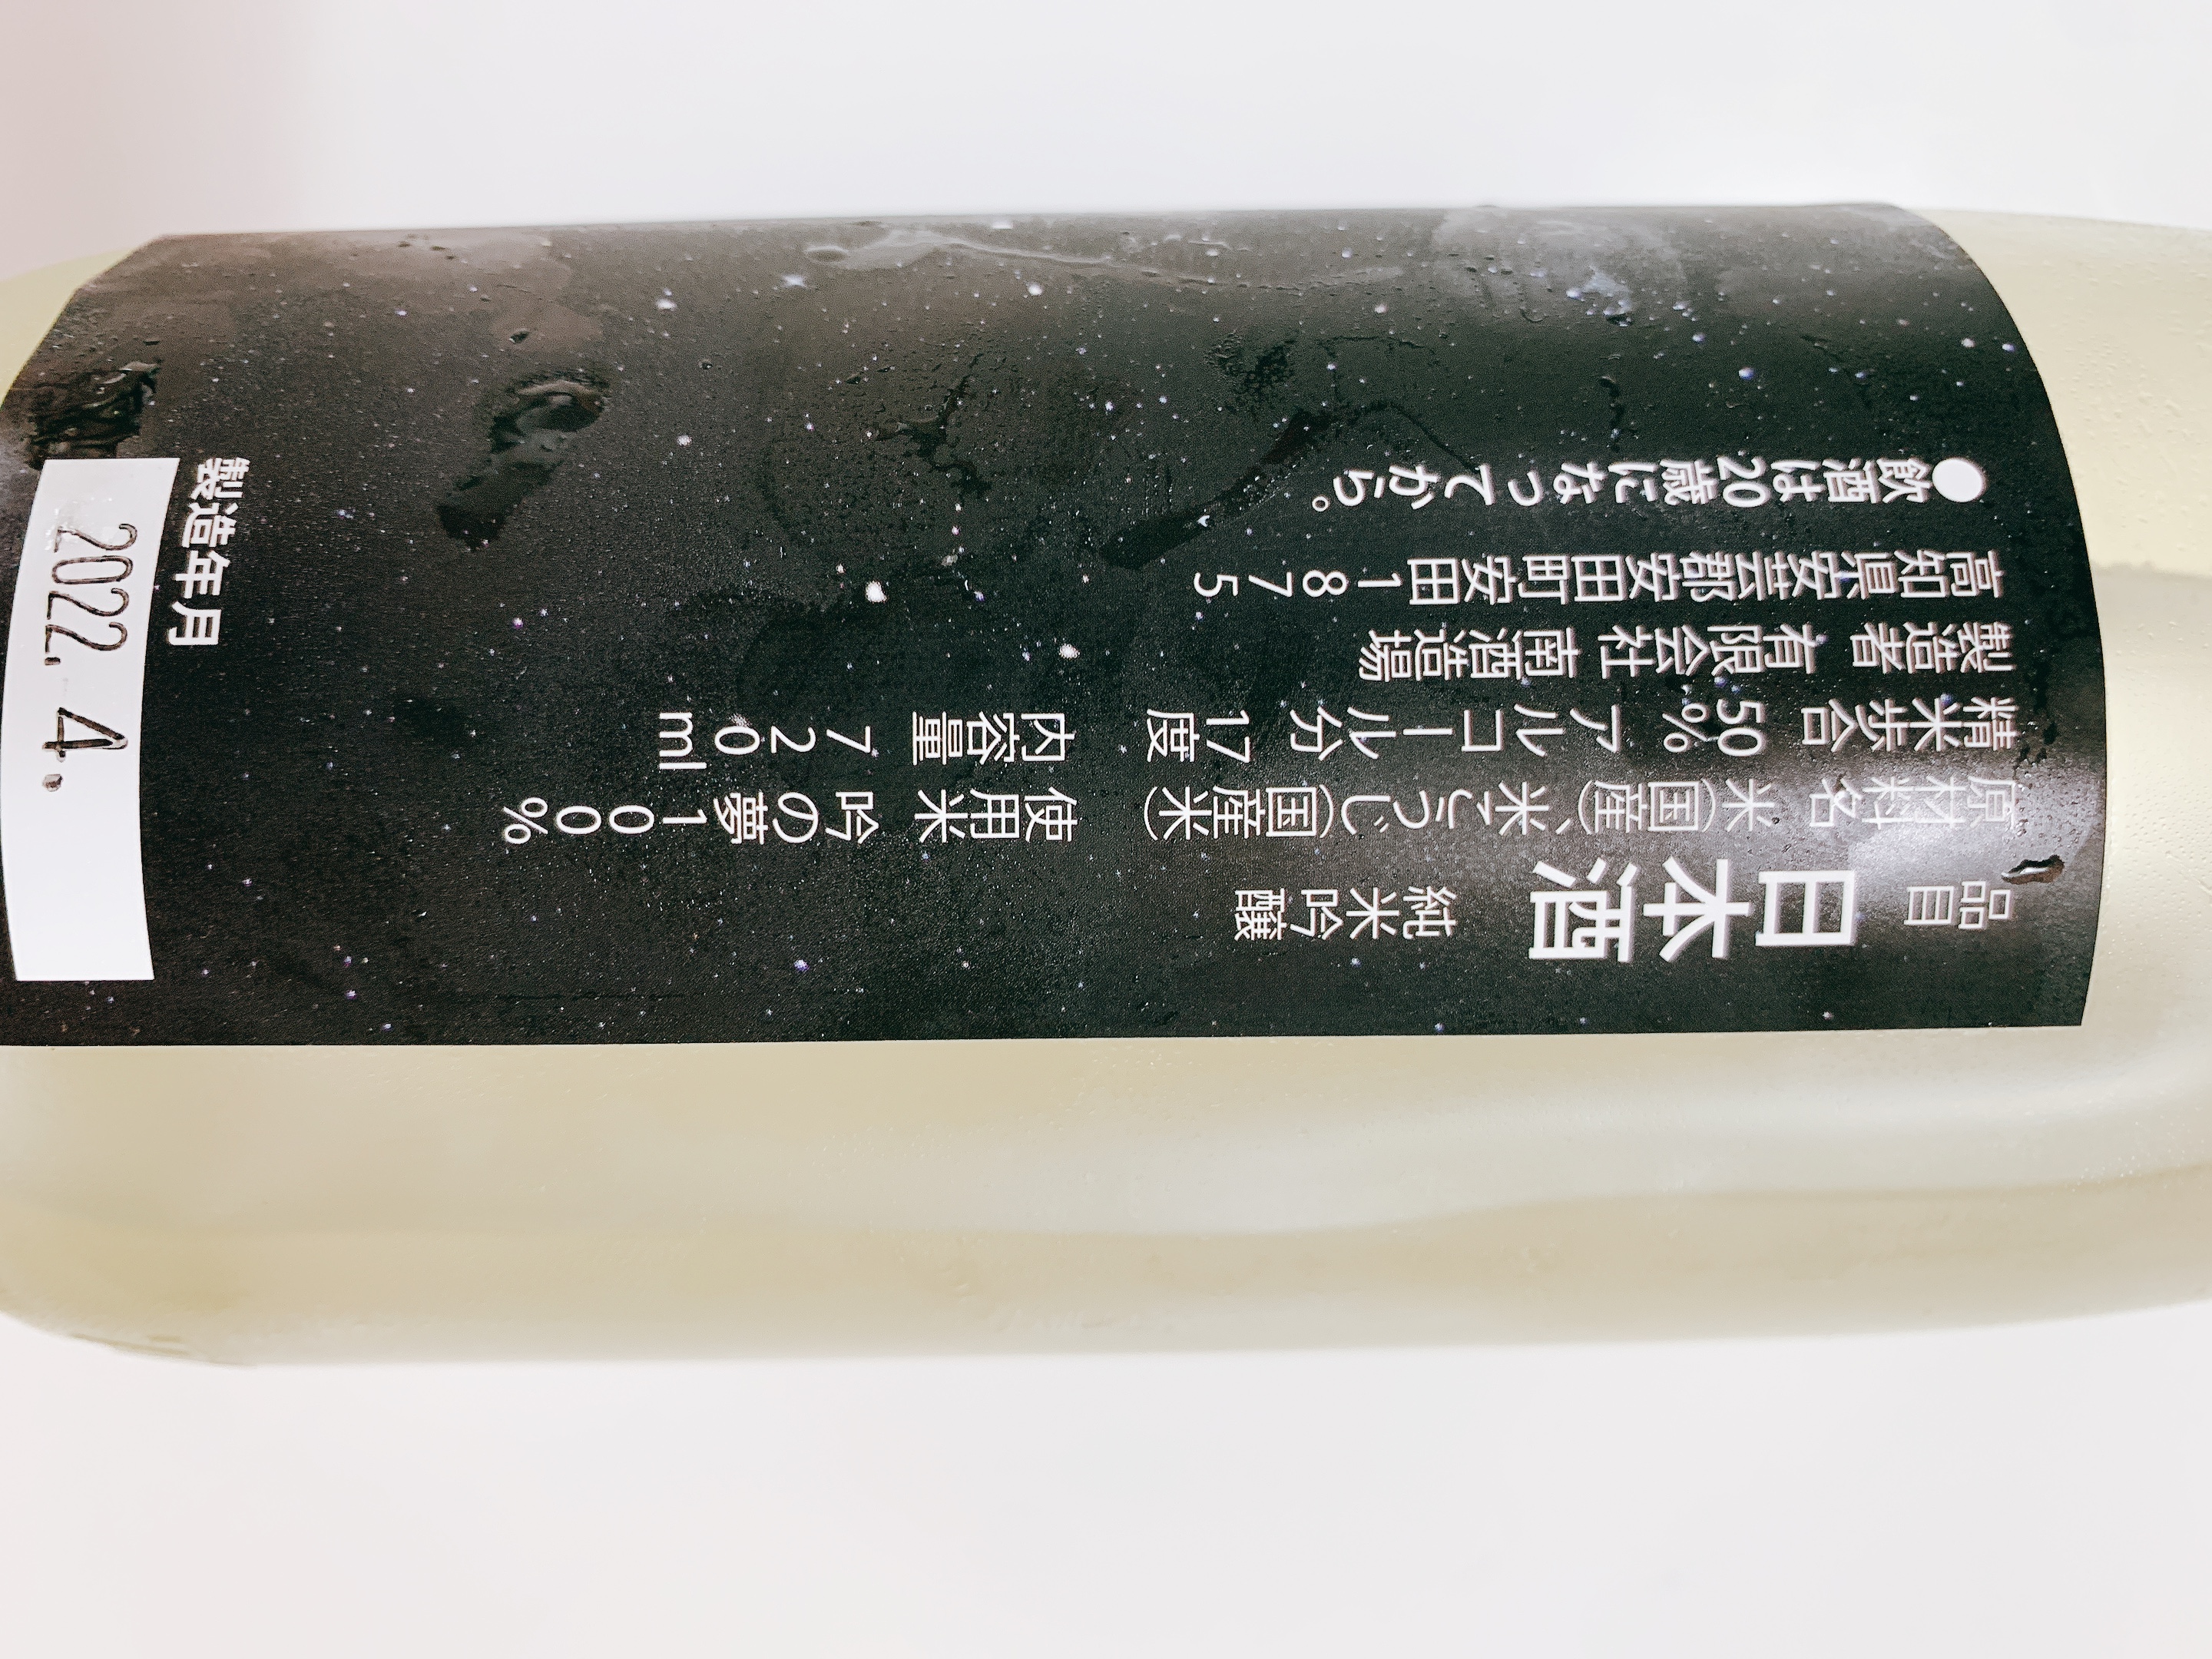 品目 日本酒 純米吟醸
原材料名 米(国産)、米こうじ(国産米) 使用米 吟の夢100%
精米歩合 50% アルコール分 17度 内容量 720ml
製造者 有限会社 南酒造場
高知県安芸郡安田町安田1875
●飲酒は20歳になってから。
製造年月
2022. 4.